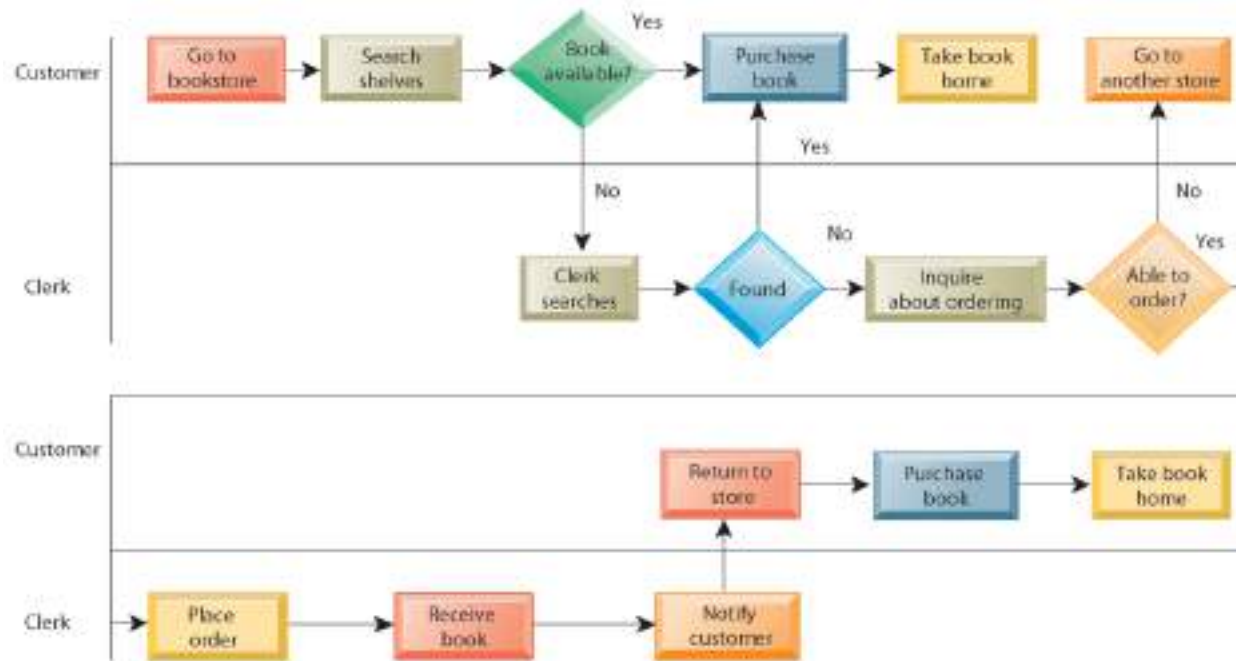 Customer
Go to
bookstore
Search
shelves
Book
available?
Yes
Purchase
book
Take book
home
Go to
another store
Yes
No
No
No
Yes
Clerk
Clerk
searches
Found
Inquire
about ordering
Able to
order?
Customer
Return to
store
Purchase
book
Take book
home
Clerk
Place
order
Receive
book
Notify
customer